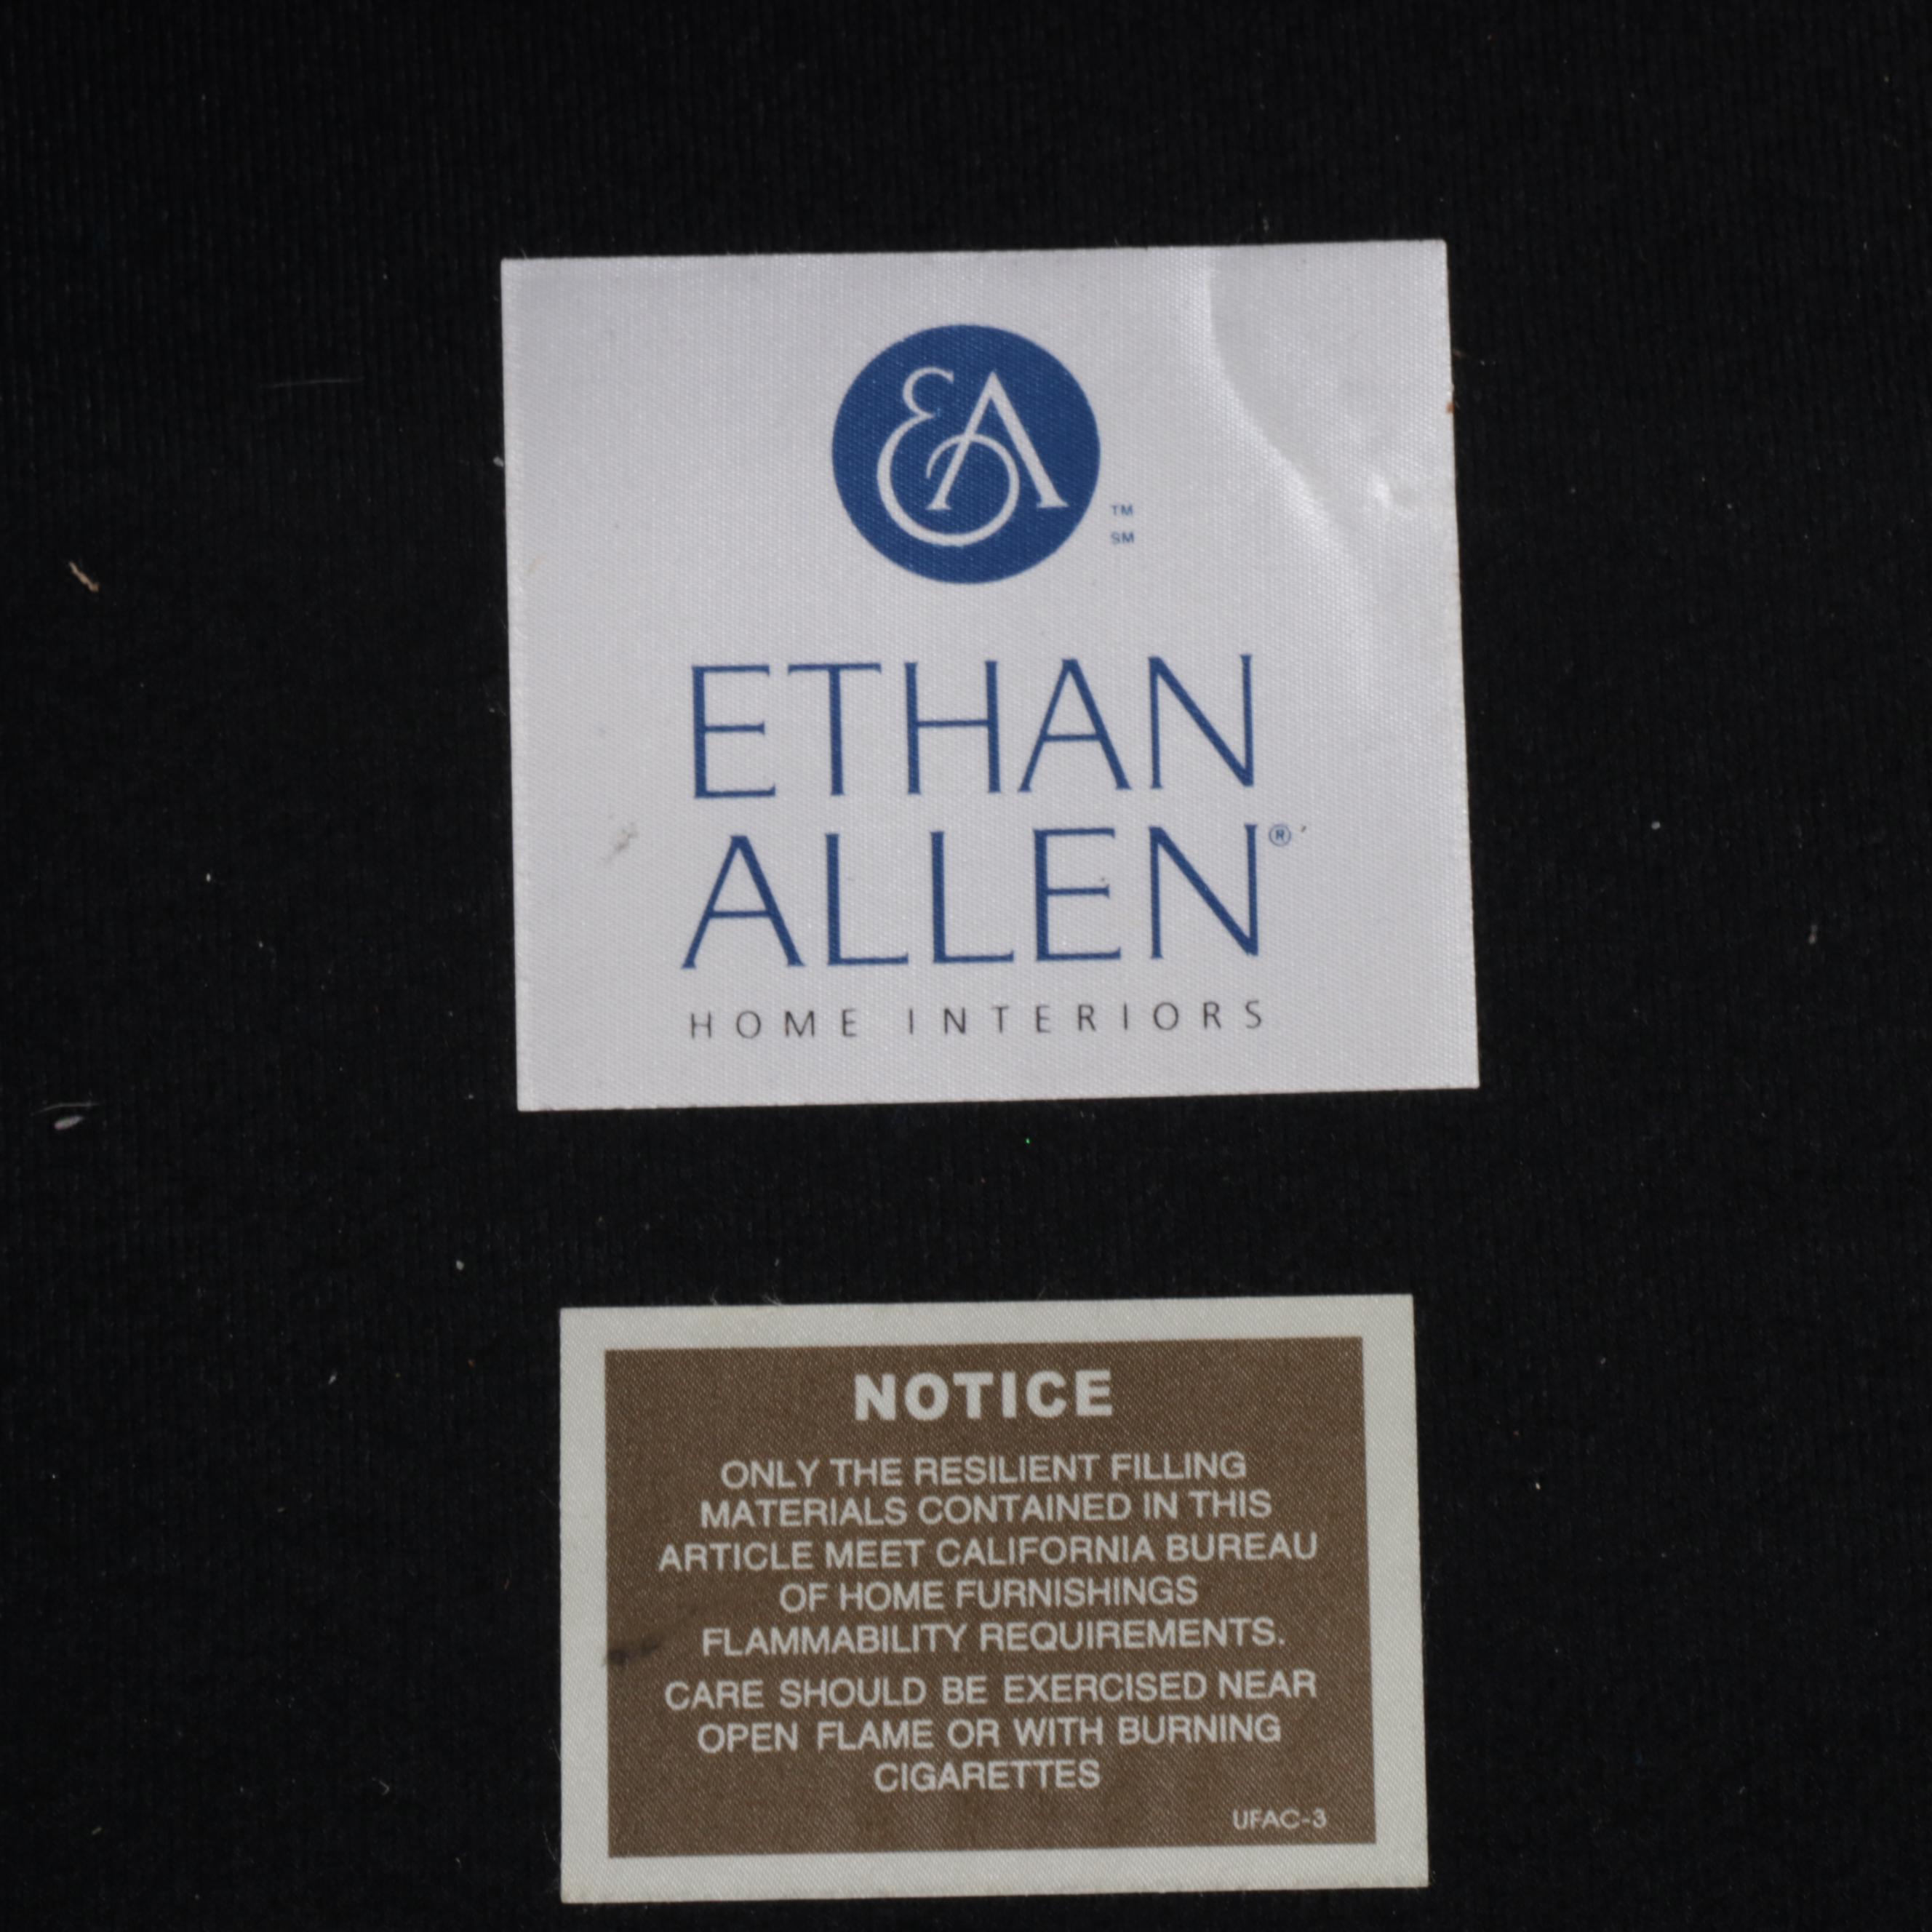 EA
TM
SM
ETHAN
ALLEN®
HOME INTERIORS
NOTICE
ONLY THE RESILIENT FILLING
MATERIALS CONTAINED IN THIS
ARTICLE MEET CALIFORNIA BUREAU
OF HOME FURNISHINGS
FLAMMABILITY REQUIREMENTS.
CARE SHOULD BE EXERCISED NEAR
OPEN FLAME OR WITH BURNING
CIGARETTES
UFAC-3